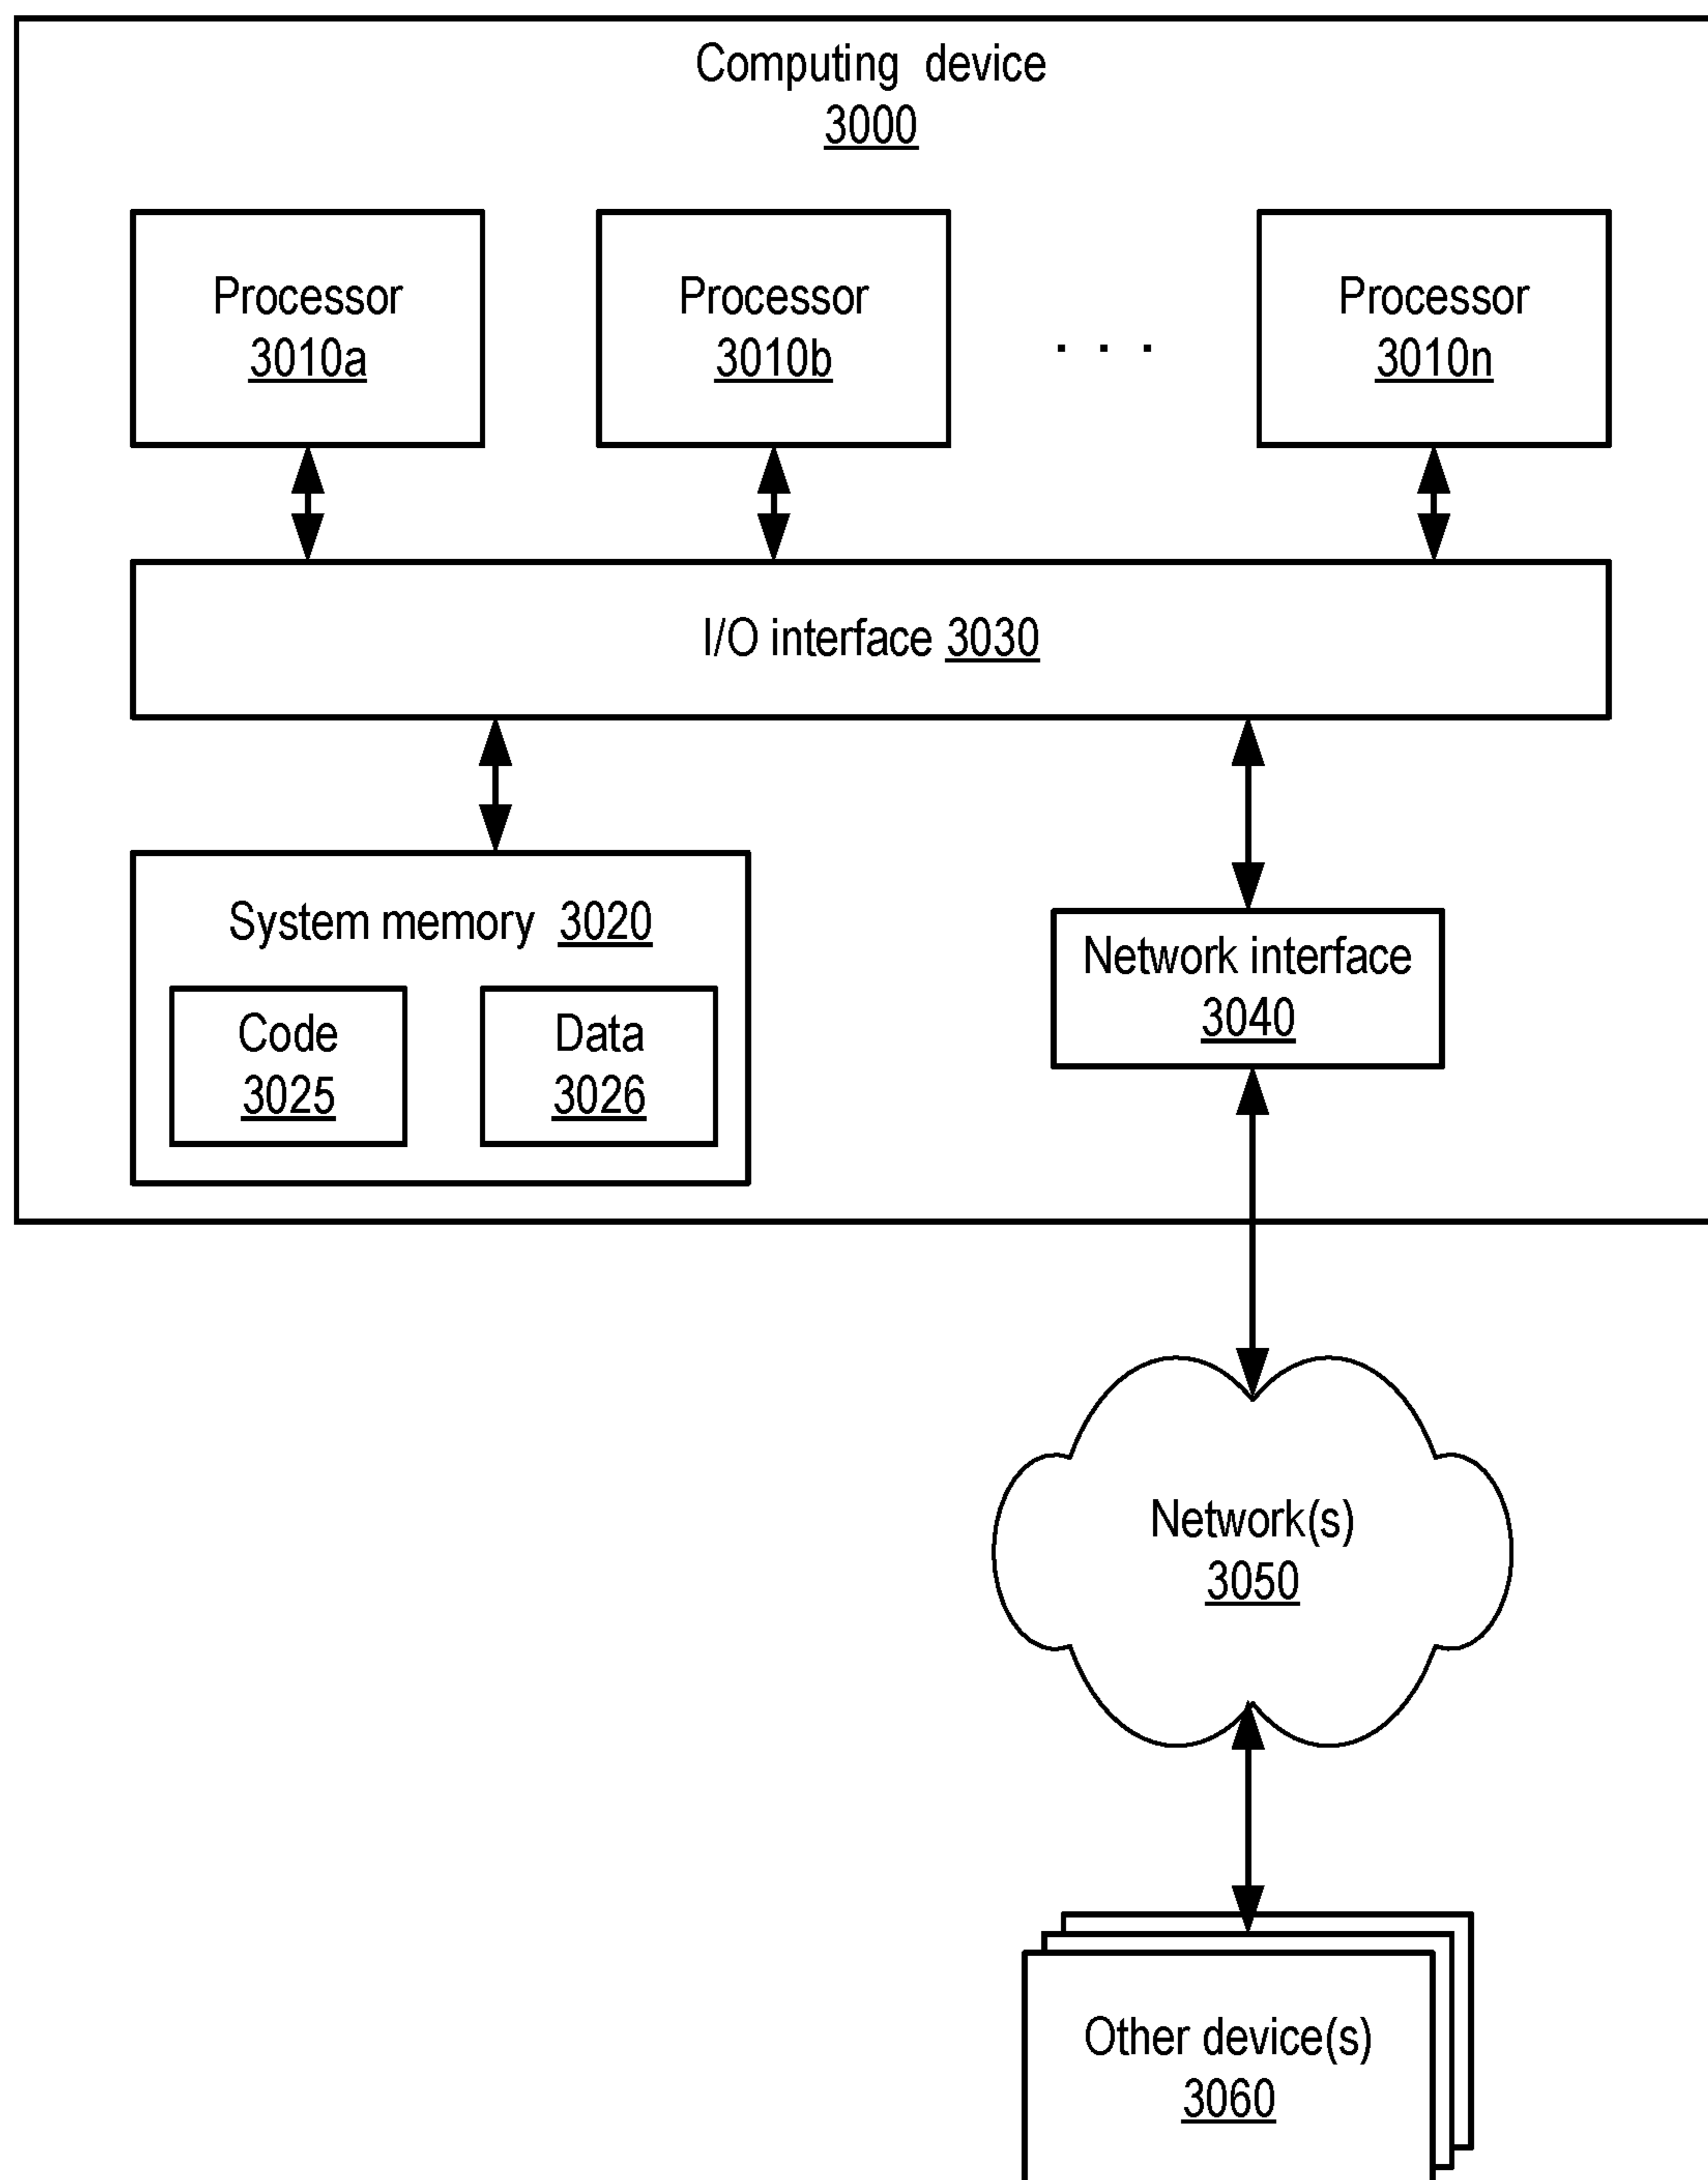 Computing device
3000
Processor
3010a
Processor
3010b
. . .
Processor
3010n
I/O interface 3030
System memory 3020
Code
3025
Data
3026
Network interface
3040
Network(s)
3050
Other device(s)
3060